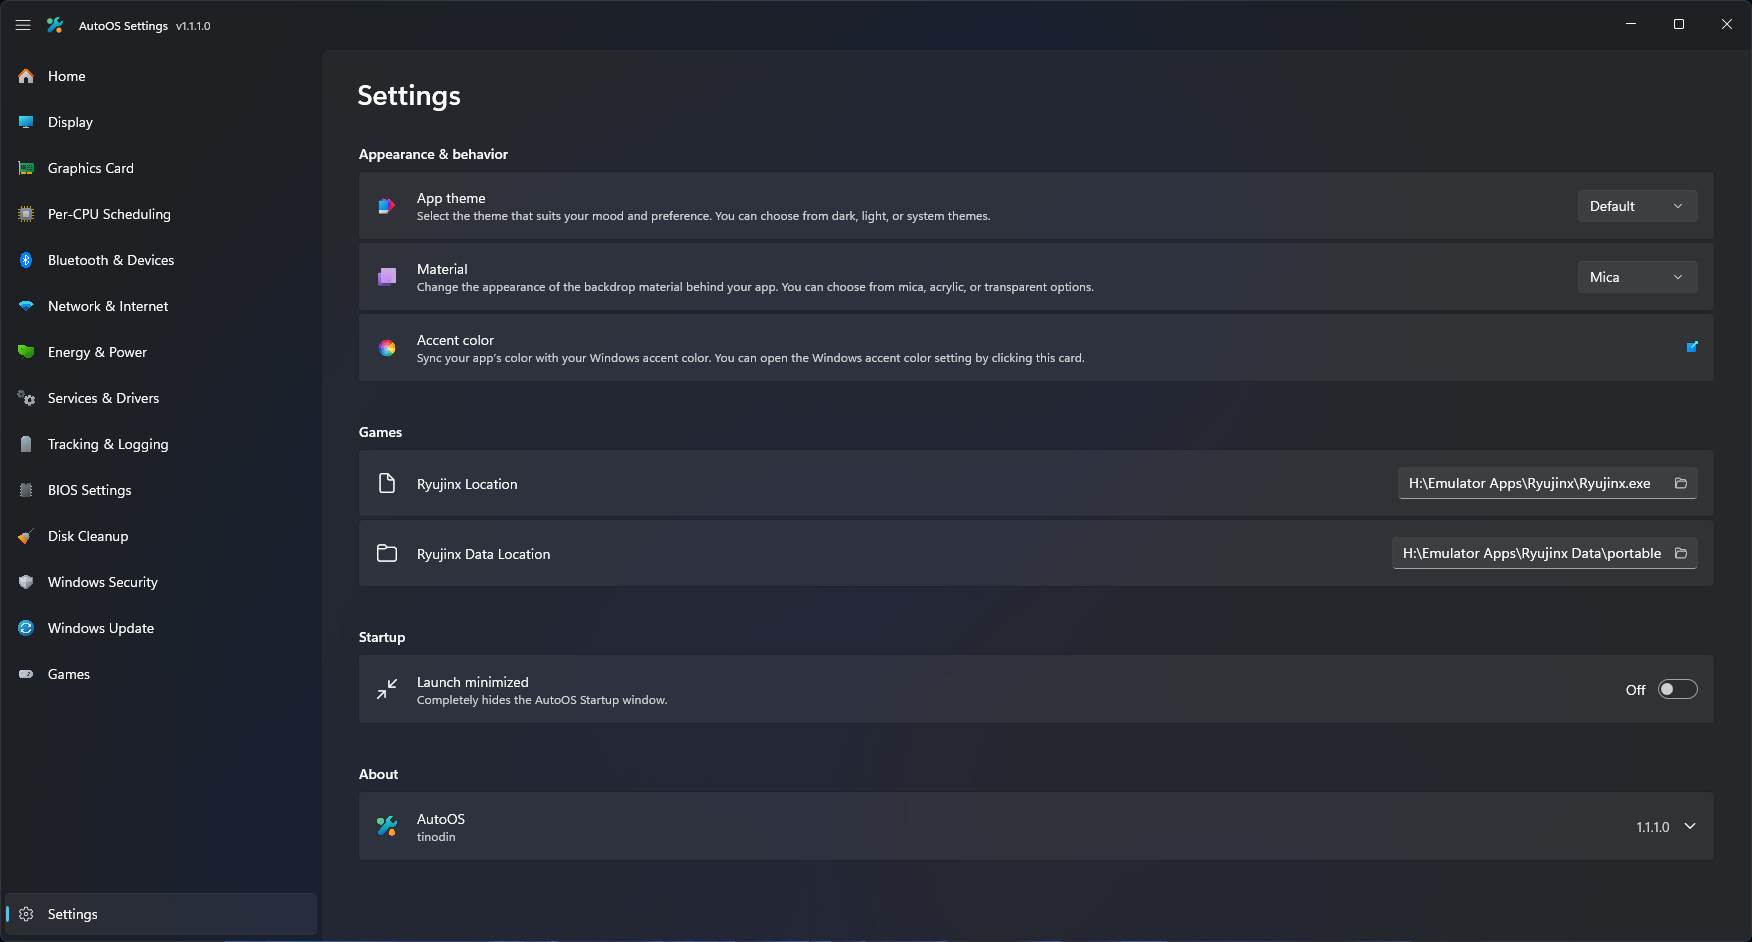 AutoOS Settings v1.1.1.0
Home
Display
Graphics Card
Per-CPU Scheduling
Bluetooth & Devices
Network & Internet
Energy & Power
Services & Drivers
Tracking & Logging
BIOS Settings
Disk Cleanup
Windows Security
Windows Update
Games
Settings
Settings
Appearance & behavior
App theme
Select the theme that suits your mood and preference. You can choose from dark, light, or system themes.
Default
Material
Change the appearance of the backdrop material behind your app. You can choose from mica, acrylic, or transparent options.
Mica
Accent color
Sync your app's color with your Windows accent color. You can open the Windows accent color setting by clicking this card.
Games
Ryujinx Location
H:\Emulator Apps\Ryujinx\Ryujinx.exe
Ryujinx Data Location
H:\Emulator Apps\Ryujinx Data\portable
Startup
Launch minimized
Completely hides the AutoOS Startup window.
Off
About
AutoOS
tinodin
1.1.1.0